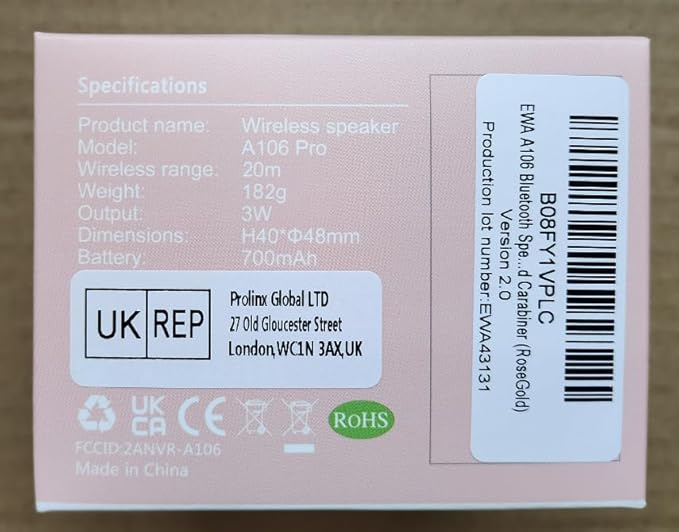 Specifications
Product name: Wireless speaker
Model: A106 Pro
Wireless range: 20m
Weight: 182g
Output: 3W
Dimensions: H40*Φ48mm
Battery: 700mAh
UK REP
Prolinx Global LTD
27 Old Gloucester Street
London,WC1N 3AX,UK
UK
CA
CE
RoHS
FCCID:2ANVR-A106
Made in China
B08FY1VPLC
EWA A106 Bluetooth Spe...d Carabiner (RoseGold)
Version 2.0
Production lot number:EWA43131